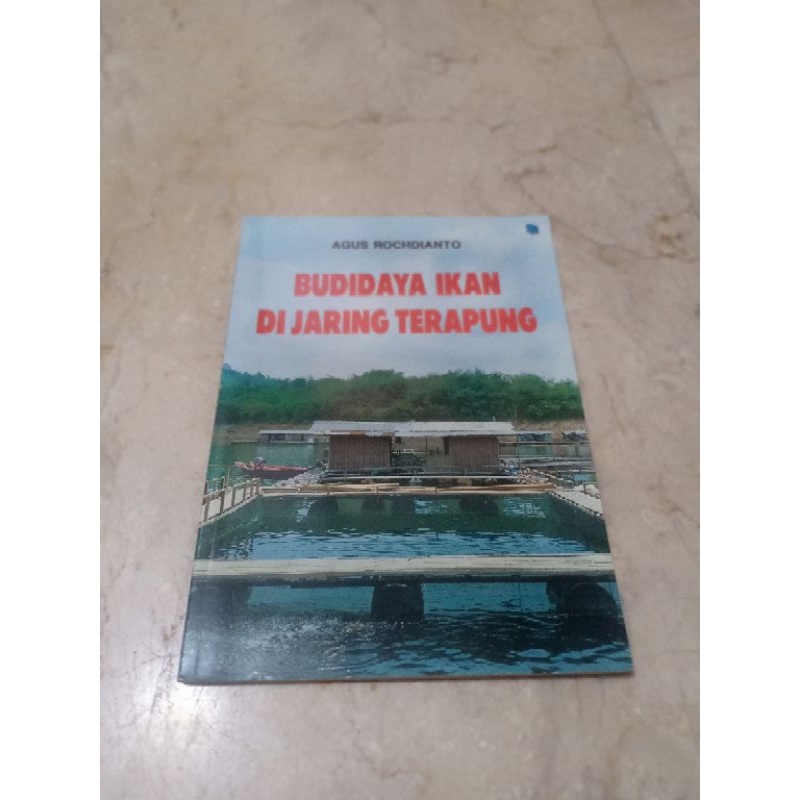 AGUS ROCHDIANTO
BUDIDAYA IKAN
DI JARING TERAPUNG